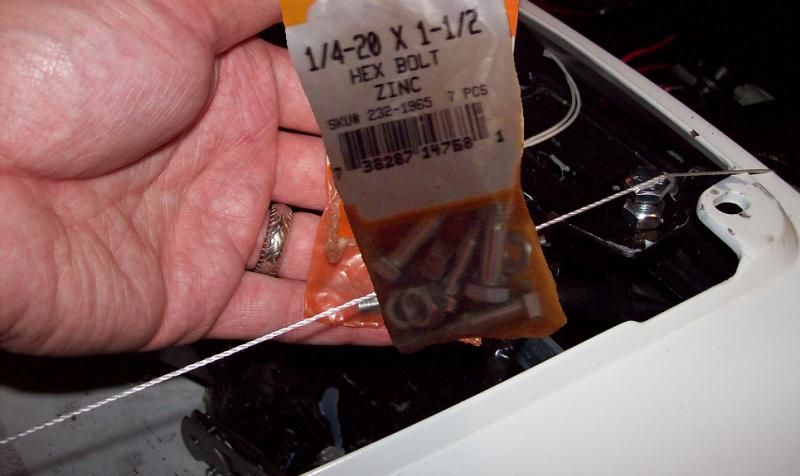 1/4-20 X 1-1/2
HEX BOLT
ZINC
SKU# 232-1965 7 PCS
7 38287 14768 1